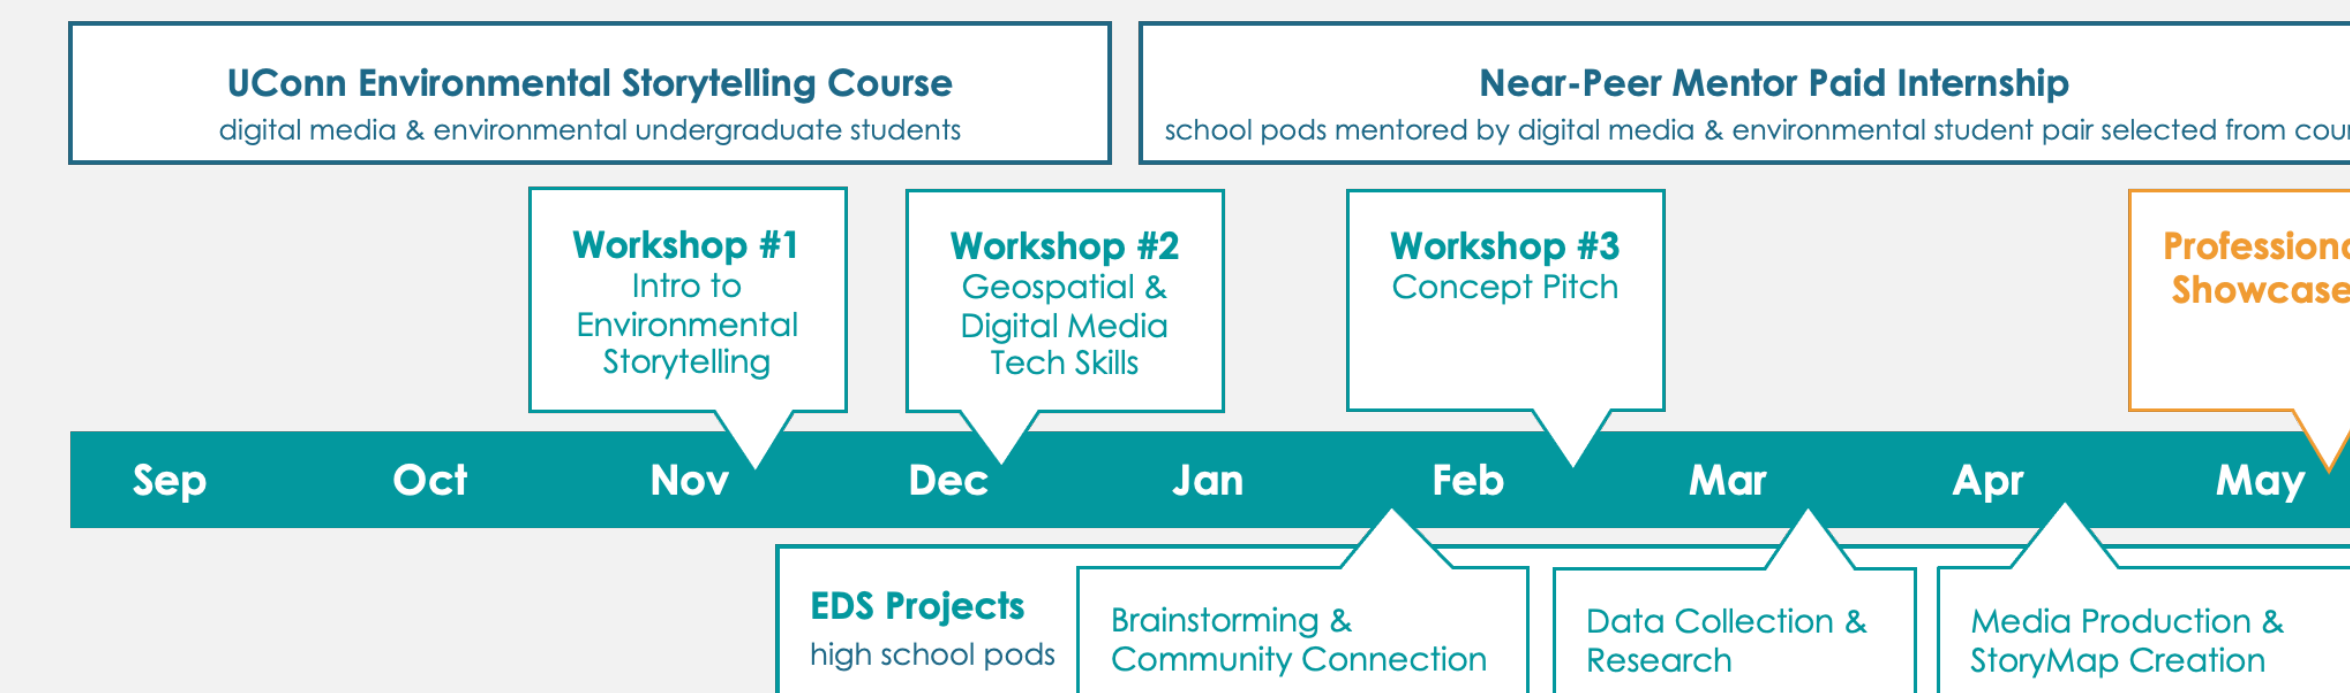 UConn Environmental Storytelling Course
digital media & environmental undergraduate students
Near-Peer Mentor Paid Internship
school pods mentored by digital media & environmental student pair selected from
Workshop #1
Intro to
Environmental
Storytelling
Workshop #2
Geospatial &
Digital Media
Tech Skills
Workshop #3
Concept Pitch
Showcase
Sep Oct Nov Dec Jan Feb Mar Apr May
EDS Projects
high school pods
Brainstorming &
Community Connection
Data Collection &
Research
Media Production &
StoryMap Creation